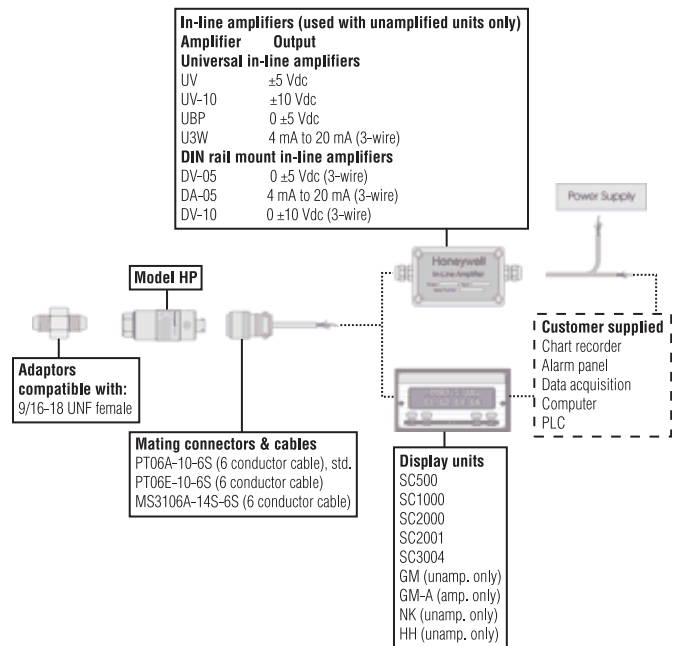 In-line amplifiers (used with unamplified units only)
Amplifier Output
Universal in-line amplifiers
UV ±5 Vdc
UV-10 ±10 Vdc
UBP 0 ±5 Vdc
U3W 4 mA to 20 mA (3-wire)
DIN rail mount in-line amplifiers
DV-05 0 ±5 Vdc (3-wire)
DA-05 4 mA to 20 mA (3-wire)
DV-10 0 ±10 Vdc (3-wire)
Power Supply
Honeywell
In-Line Amplifier
Model HP
Adaptors
compatible with:
9/16-18 UNF female
Mating connectors & cables
PT06A-10-6S (6 conductor cable), std.
PT06E-10-6S (6 conductor cable)
MS3106A-14S-6S (6 conductor cable)
Customer supplied
Chart recorder
Alarm panel
Data acquisition
Computer
PLC
Display units
SC500
SC1000
SC2000
SC2001
SC3004
GM (unamp. only)
GM-A (amp. only)
NK (unamp. only)
HH (unamp. only)